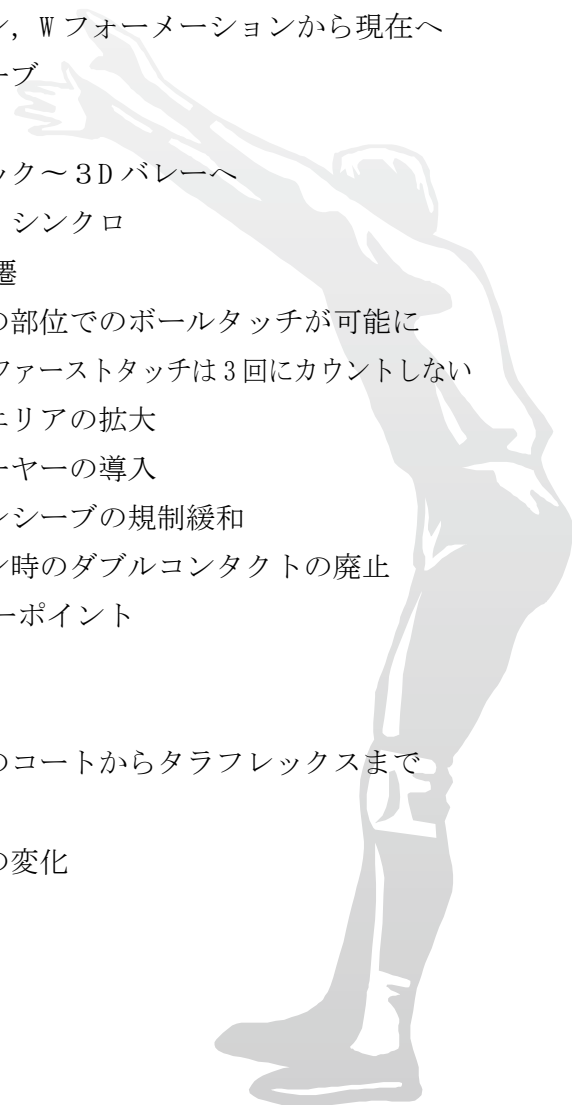 ン，Wフォーメーションから現在へ
ーブ
ック～３Dバレーへ
シンクロ
遷
の部位でのボールタッチが可能に
ファーストタッチは3回にカウントしない
エリアの拡大
ーヤーの導入
レシーブの規制緩和
ン時のダブルコンタクトの廃止
ーポイント
のコートからタラフレックスまで
の変化